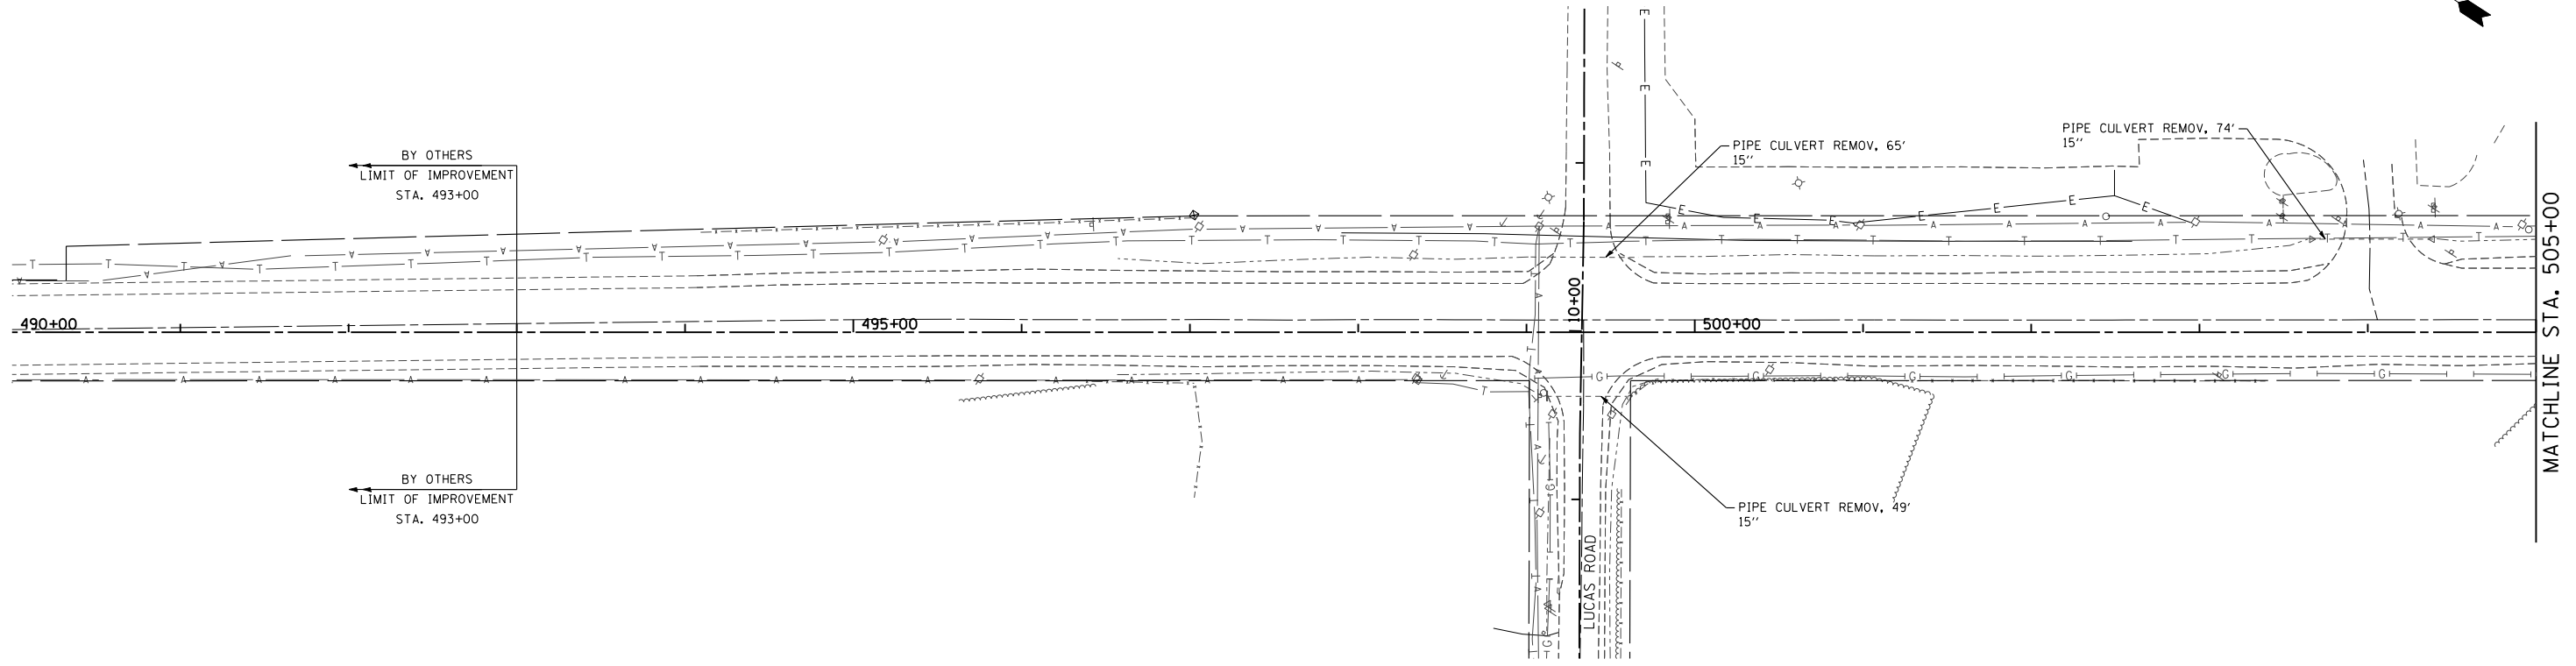 BY OTHERS
LIMIT OF IMPROVEMENT
STA. 493+00
PIPE CULVERT REMOV, 65'
15"
PIPE CULVERT REMOV, 74'
15"
490+00
495+00
10+00
500+00
MATCHLINE STA. 505+00
BY OTHERS
LIMIT OF IMPROVEMENT
STA. 493+00
PIPE CULVERT REMOV, 49'
15"
LUCAS ROAD